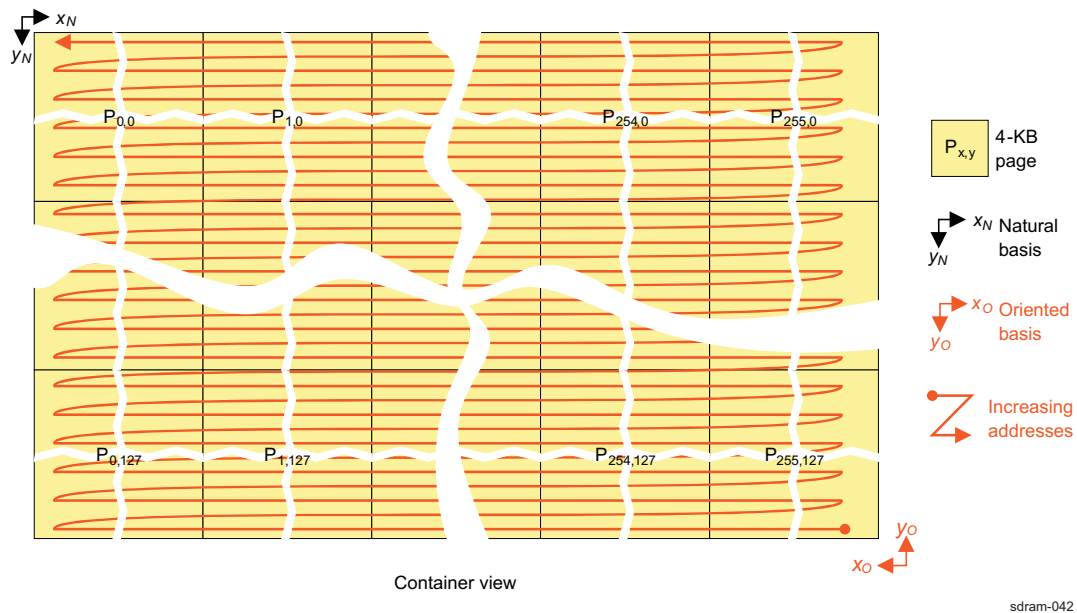 x_N
y_N
P_0,0 P_1,0 P_254,0 P_255,0
P_x,y
4-KB
page
x_N
y_N
Natural
basis
x_O
y_O
Oriented
basis
Increasing
addresses
P_0,127 P_1,127 P_254,127 P_255,127
y_O
x_O
Container view
sdram-042